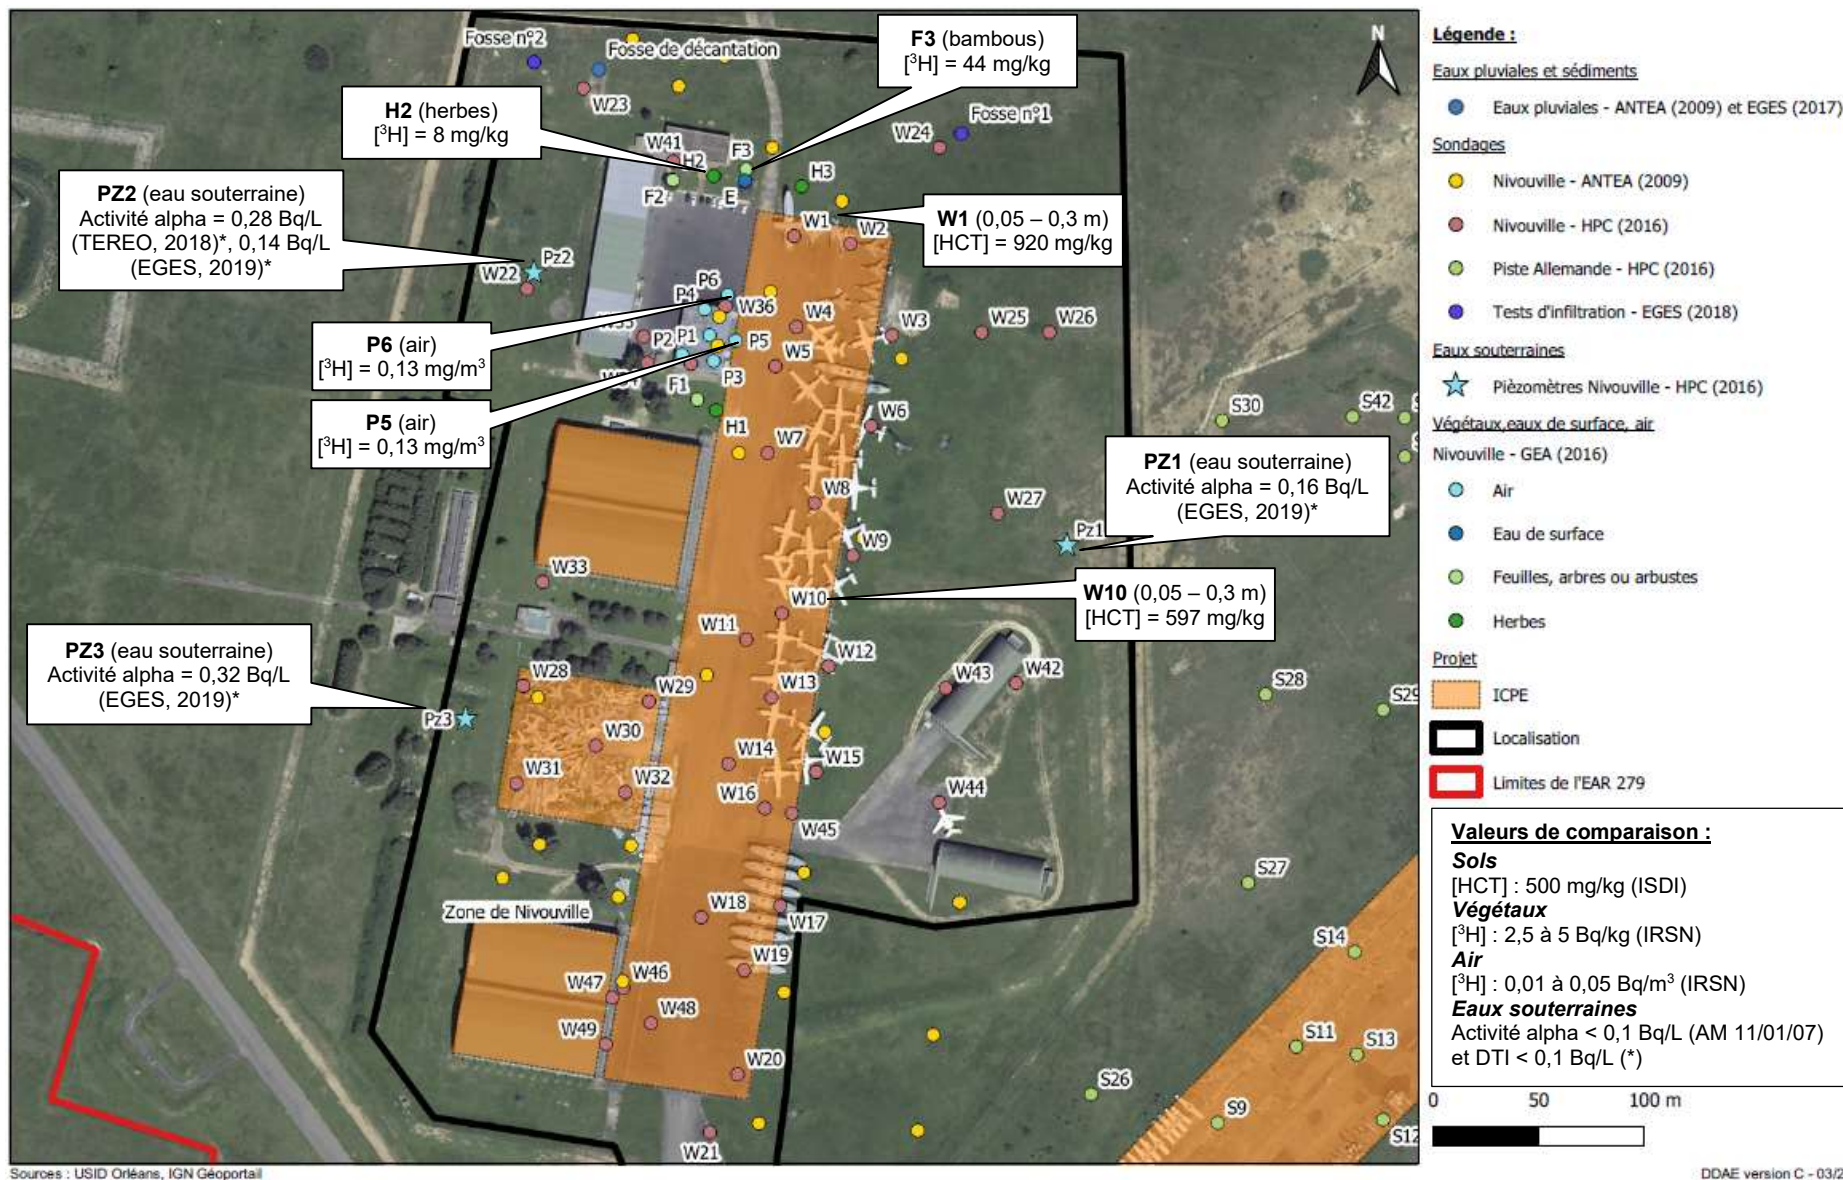 Fosse n°2
Fosse de décantation
F3 (bambous)
[³H] = 44 mg/kg
N
W23
H2 (herbes)
[³H] = 8 mg/kg
W24
Fosse n°1
W41
H2
F3
H3
F2
E
PZ2 (eau souterraine)
Activité alpha = 0,28 Bq/L
(TEREO, 2018)*, 0,14 Bq/L
(EGES, 2019)*
W1
W2
W1 (0,05 – 0,3 m)
[HCT] = 920 mg/kg
Pz2
W22
P6
P4
W36
W4
W3
W25
W26
P6 (air)
[³H] = 0,13 mg/m³
P2
P1
P5
W5
P3
F1
P5 (air)
[³H] = 0,13 mg/m³
H1
W6
S30
S42
W7
PZ1 (eau souterraine)
Activité alpha = 0,16 Bq/L
(EGES, 2019)*
W8
W27
W9
Pz1
W33
W10
W10 (0,05 – 0,3 m)
[HCT] = 597 mg/kg
W11
PZ3 (eau souterraine)
Activité alpha = 0,32 Bq/L
(EGES, 2019)*
W12
W28
W29
W13
W43
W42
S28
S29
Pz3
W30
W14
W15
W31
W32
W16
W45
W44
S27
Zone de Nivouville
W18
W17
S14
W19
W47
W46
W48
W49
W20
S11
S13
S26
S9
S12
W21
Légende :
Eaux pluviales et sédiments
Eaux pluviales - ANTEA (2009) et EGES (2017)
Sondages
Nivouville - ANTEA (2009)
Nivouville - HPC (2016)
Piste Allemande - HPC (2016)
Tests d'infiltration - EGES (2018)
Eaux souterraines
Pièzomètres Nivouville - HPC (2016)
Végétaux,eaux de surface, air
Nivouville - GEA (2016)
Air
Eau de surface
Feuilles, arbres ou arbustes
Herbes
Projet
ICPE
Localisation
Limites de l'EAR 279
Valeurs de comparaison :
Sols
[HCT] : 500 mg/kg (ISDI)
Végétaux
[³H] : 2,5 à 5 Bq/kg (IRSN)
Air
[³H] : 0,01 à 0,05 Bq/m³ (IRSN)
Eaux souterraines
Activité alpha < 0,1 Bq/L (AM 11/01/07)
et DTI < 0,1 Bq/L (*)
0 50 100 m
Sources : USID Orléans, IGN Géoportail
DDAE version C - 03/2